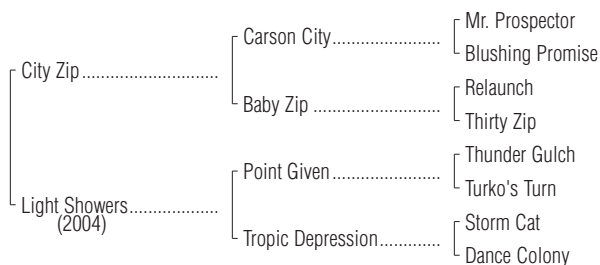 Mr. Prospector
Carson City........................
Blushing Promise
City Zip..............................
Relaunch
Baby Zip ............................
Thirty Zip
Thunder Gulch
Point Given........................
Turko's Turn
Light Showers....................
(2004)
Storm Cat
Tropic Depression.............
Dance Colony